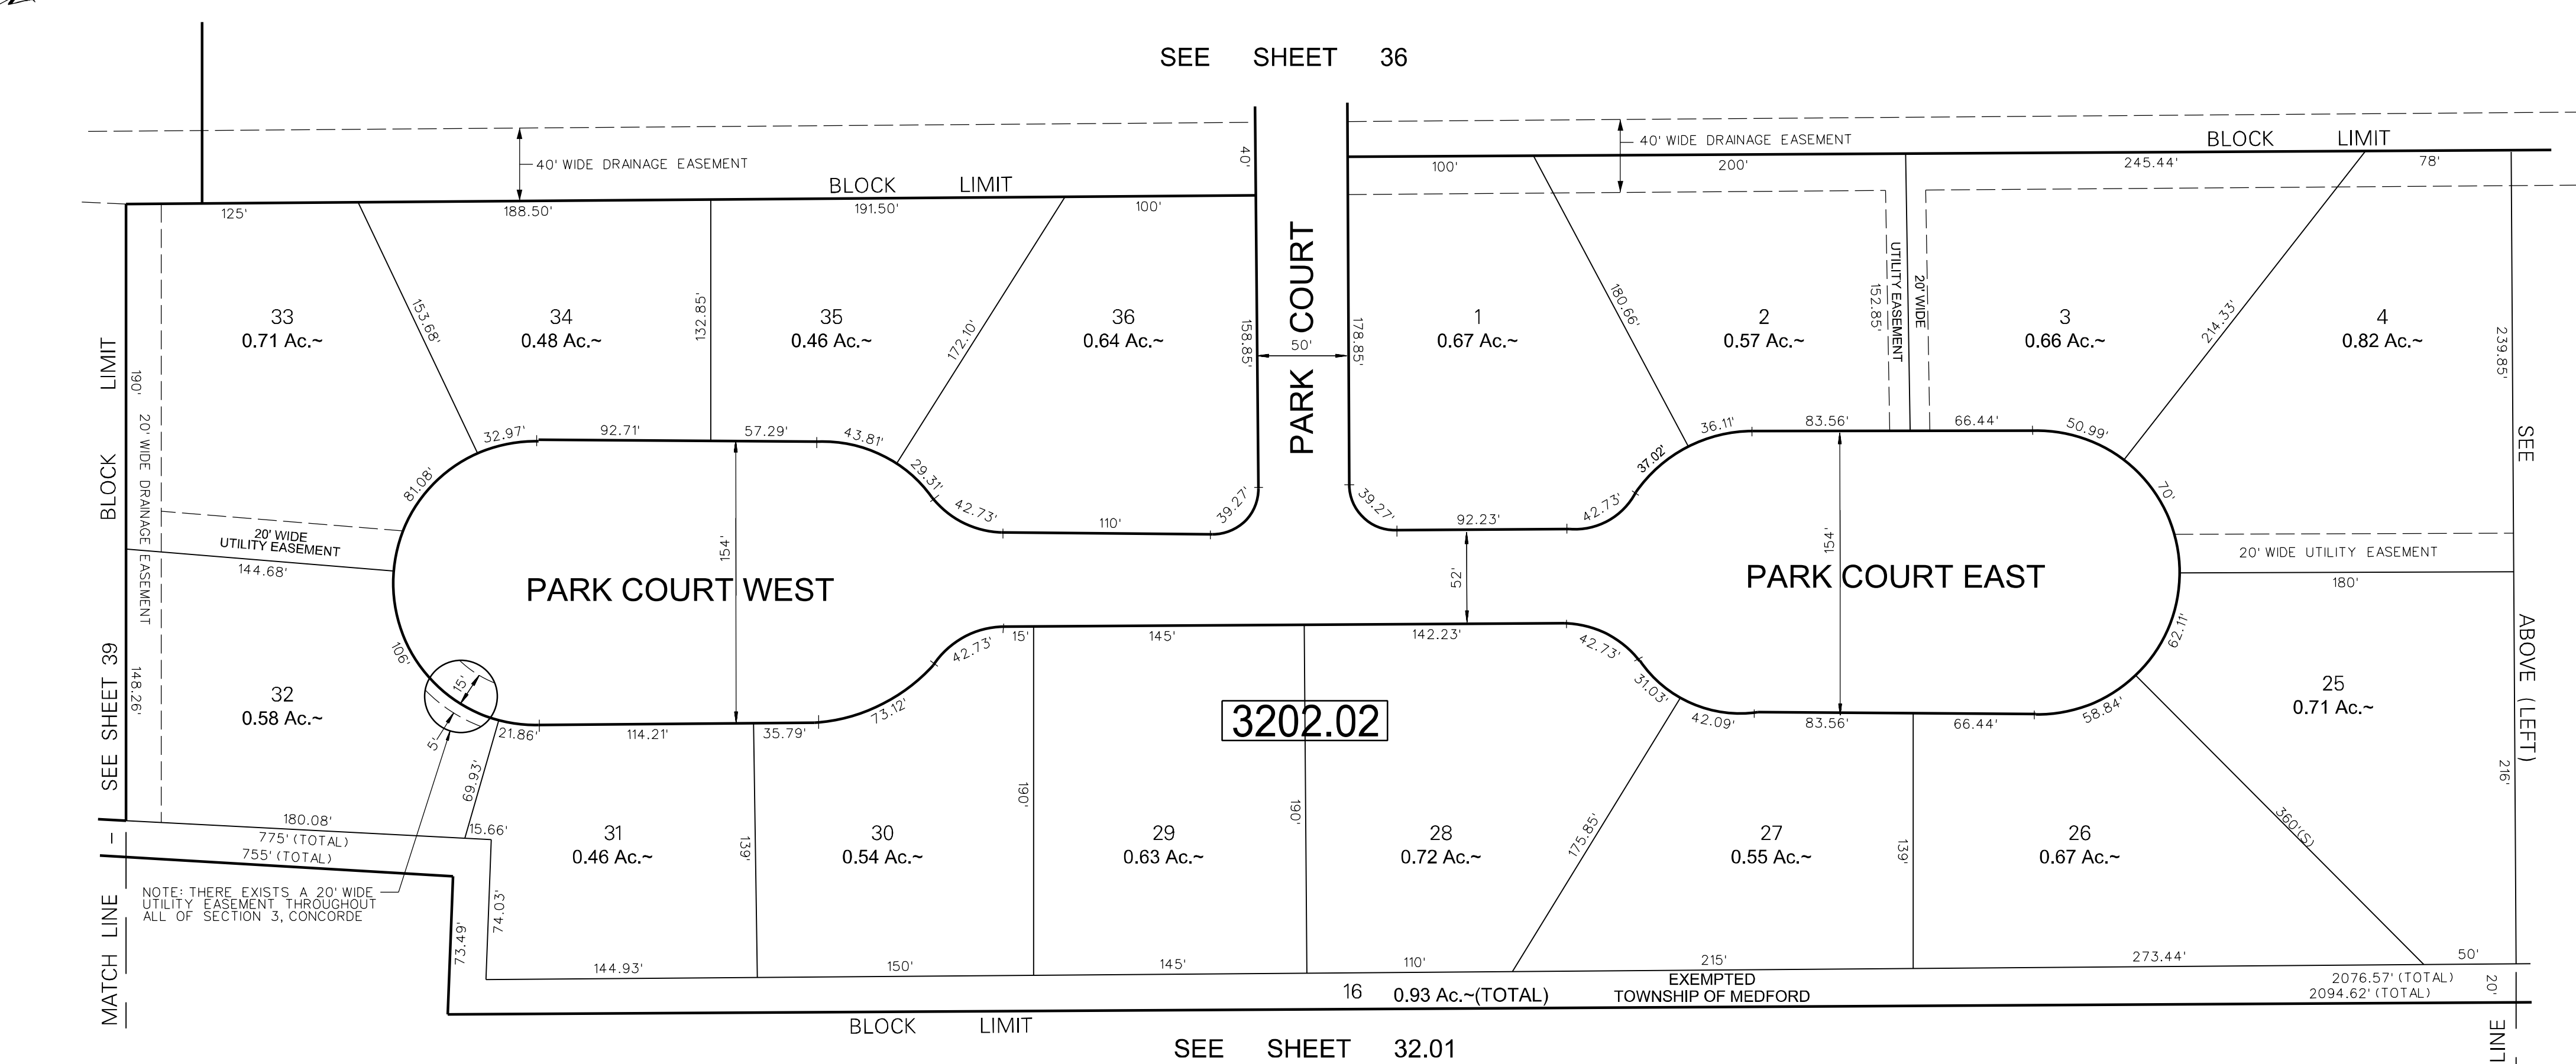 SEE SHEET 36
40' WIDE DRAINAGE EASEMENT
40' WIDE DRAINAGE EASEMENT
BLOCK LIMIT
BLOCK LIMIT
40'
125'
188.50'
191.50'
100'
100'
200'
245.44'
78'
33
0.71 Ac.~
153.68'
34
0.48 Ac.~
132.85'
35
0.46 Ac.~
172.10'
36
0.64 Ac.~
158.85'
PARK COURT
50'
178.85'
1
0.67 Ac.~
180.66'
2
0.57 Ac.~
152.85'
UTILITY EASEMENT
20' WIDE
3
0.66 Ac.~
214.33'
4
0.82 Ac.~
239.85'
BLOCK LIMIT
190'
20' WIDE DRAINAGE EASEMENT
32.97'
92.71'
57.29'
43.81'
29.31'
42.73'
110'
39.27'
39.27'
92.23'
42.73'
37.02'
36.11'
83.56'
66.44'
50.99'
70'
SEE
ABOVE (LEFT)
81.08'
20' WIDE
UTILITY EASEMENT
144.68'
154'
PARK COURT WEST
52'
154'
PARK COURT EAST
20' WIDE UTILITY EASEMENT
180'
SEE SHEET 39
148.26'
32
0.58 Ac.~
106'
15'
5'
21.86'
114.21'
35.79'
73.12'
42.73'
15'
145'
142.23'
42.73'
31.03'
42.09'
83.56'
66.44'
58.84'
62.11'
25
0.71 Ac.~
216'
3202.02
69.93'
180.08'
15.66'
775' (TOTAL)
755' (TOTAL)
31
0.46 Ac.~
139'
30
0.54 Ac.~
190'
29
0.63 Ac.~
190'
28
0.72 Ac.~
175.85'
27
0.55 Ac.~
139'
26
0.67 Ac.~
360'(S)
NOTE: THERE EXISTS A 20' WIDE
UTILITY EASEMENT THROUGHOUT
ALL OF SECTION 3, CONCORDE
MATCH LINE -
73.49'
74.03'
144.93'
150'
145'
110'
215'
273.44'
50'
16 0.93 Ac.~(TOTAL)
EXEMPTED
TOWNSHIP OF MEDFORD
2076.57' (TOTAL)
2094.62' (TOTAL)
20'
BLOCK LIMIT
LINE
SEE SHEET 32.01